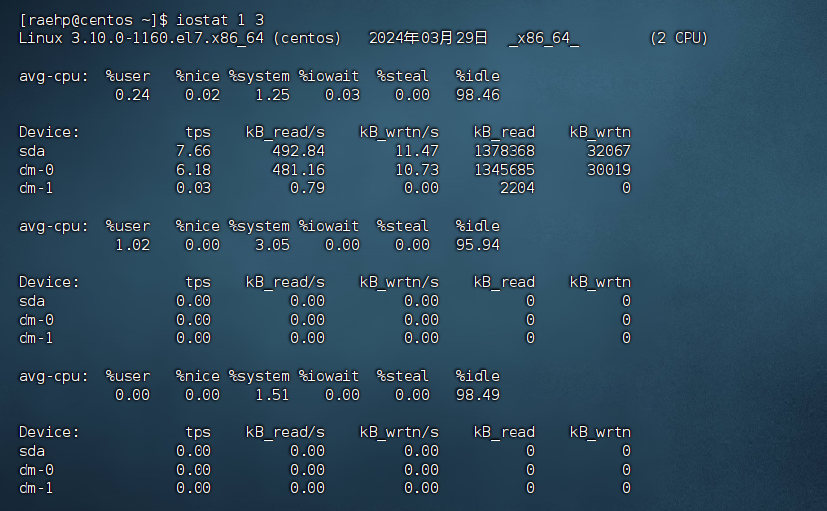 [raehp@centos ~]$ iostat 1 3
Linux 3.10.0-1160.el7.x86_64 (centos)   2024年03月29日   _x86_64_   (2 CPU)
avg-cpu:  %user   %nice %system %iowait  %steal   %idle
0.24    0.02    1.25    0.03    0.00   98.46
Device:            tps    kB_read/s    kB_wrtn/s    kB_read    kB_wrtn
sda               7.66       492.84        11.47    1378368      32067
dm-0              6.18       481.16        10.73    1345685      30019
dm-1              0.03         0.79         0.00       2204          0
avg-cpu:  %user   %nice %system %iowait  %steal   %idle
1.02    0.00    3.05    0.00    0.00   95.94
Device:            tps    kB_read/s    kB_wrtn/s    kB_read    kB_wrtn
sda               0.00         0.00         0.00          0          0
dm-0              0.00         0.00         0.00          0          0
dm-1              0.00         0.00         0.00          0          0
avg-cpu:  %user   %nice %system %iowait  %steal   %idle
0.00    0.00    1.51    0.00    0.00   98.49
Device:            tps    kB_read/s    kB_wrtn/s    kB_read    kB_wrtn
sda               0.00         0.00         0.00          0          0
dm-0              0.00         0.00         0.00          0          0
dm-1              0.00         0.00         0.00          0          0